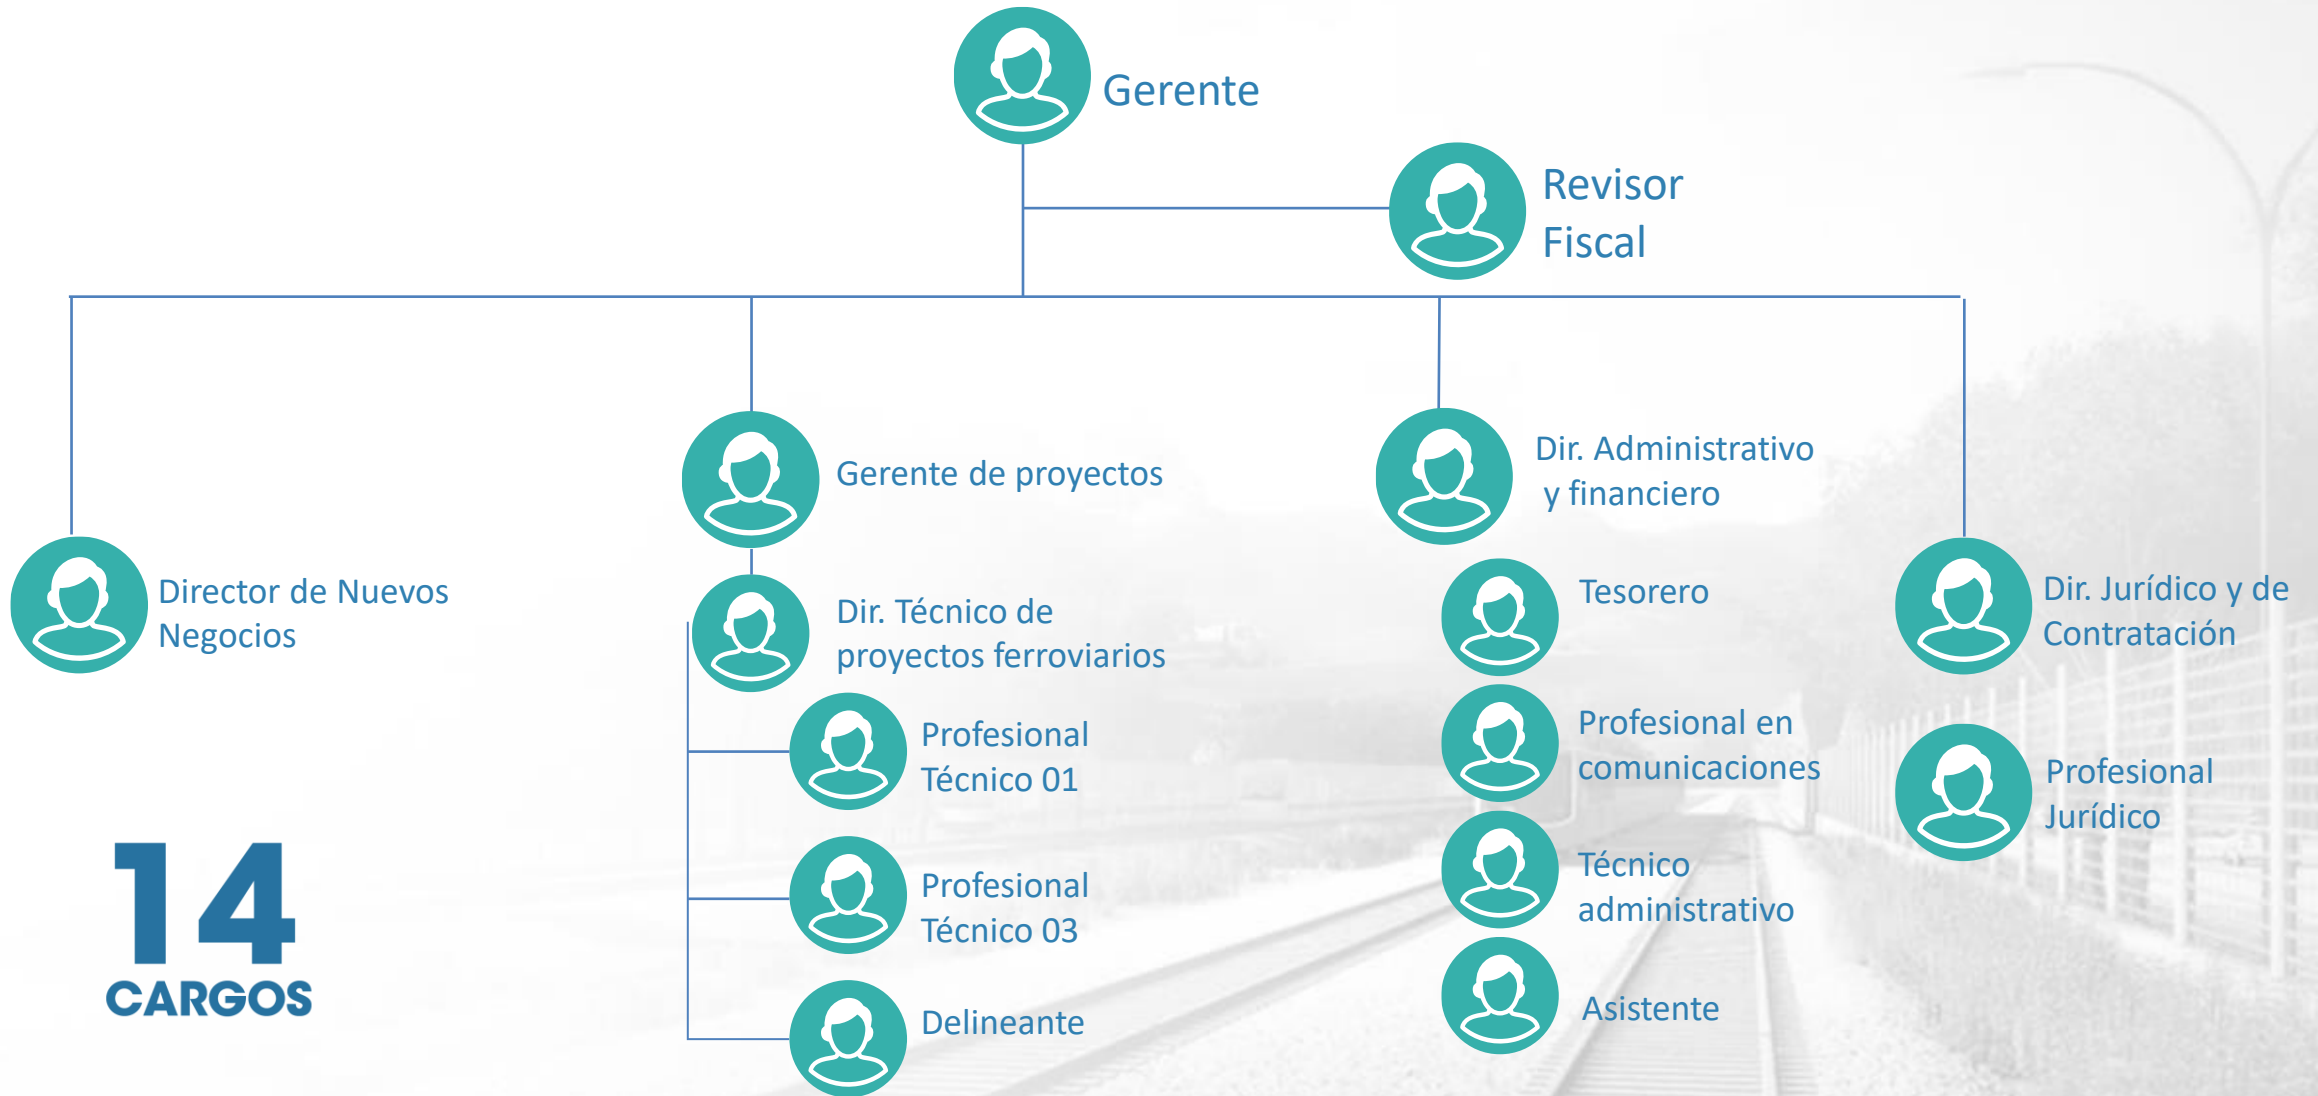 Gerente
Revisor
Fiscal
Director de Nuevos
Negocios
Gerente de proyectos
Dir. Técnico de
proyectos ferroviarios
Profesional
Técnico 01
Profesional
Técnico 03
Delineante
Dir. Administrativo
y financiero
Tesorero
Profesional en
comunicaciones
Técnico
administrativo
Asistente
Dir. Jurídico y de
Contratación
Profesional
Jurídico
14
CARGOS